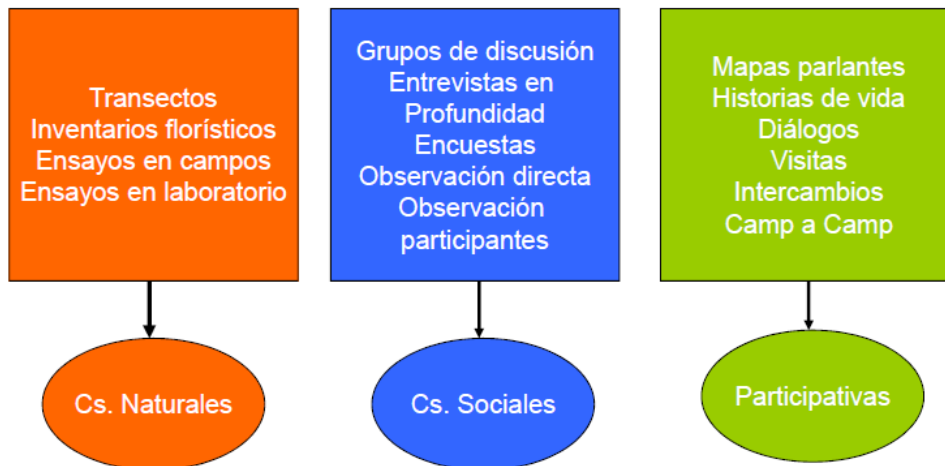 Transectos
Inventarios florísticos
Ensayos en campos
Ensayos en laboratorio
Grupos de discusión
Entrevistas en
Profundidad
Encuestas
Observación directa
Observación
participantes
Mapas parlantes
Historias de vida
Diálogos
Visitas
Intercambios
Camp a Camp
Cs. Naturales
Cs. Sociales
Participativas